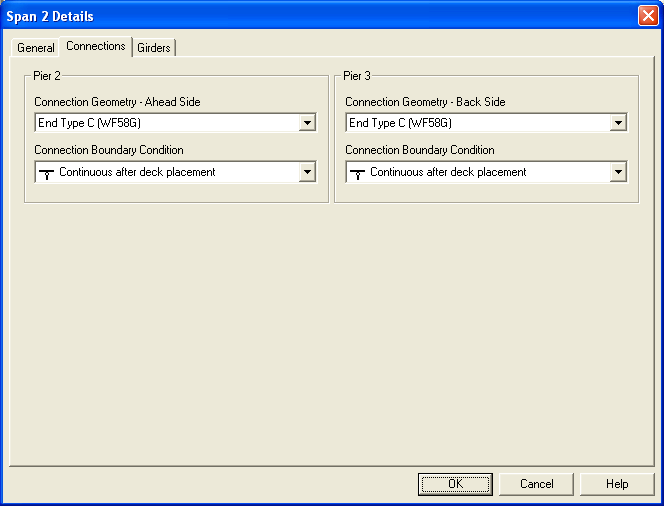 Span 2 Details
General Connections Girders
Pier 2
Connection Geometry - Ahead Side
End Type C (WF58G)
Connection Boundary Condition
Continuous after deck placement
Pier 3
Connection Geometry - Back Side
End Type C (WF58G)
Connection Boundary Condition
Continuous after deck placement
OK Cancel Help